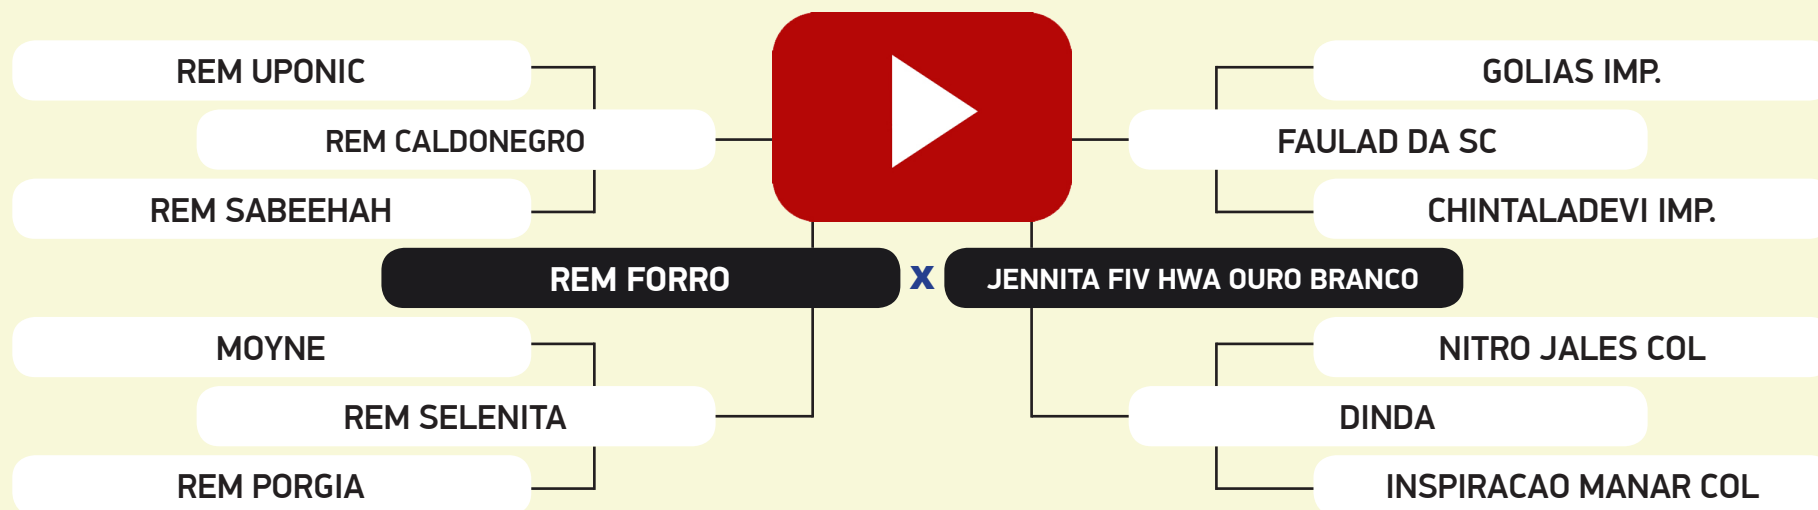 REM UPONIC
GOLIAS IMP.
REM CALDONEGRO
FAULAD DA SC
REM SABEEHAH
CHINTALADEVI IMP.
REM FORRO
X
JENNITA FIV HWA OURO BRANCO
MOYNE
NITRO JALES COL
REM SELENITA
DINDA
REM PORGIA
INSPIRACAO MANAR COL